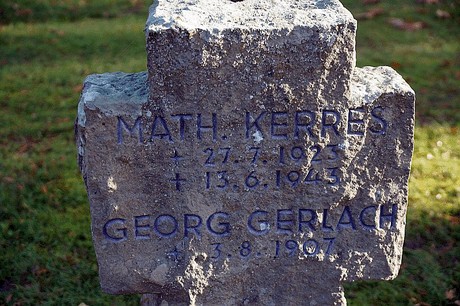 MATH. KERRES
+ 27.7.1923
+ 13.6.1943
GEORG GERLACH
+ 3.8.1907